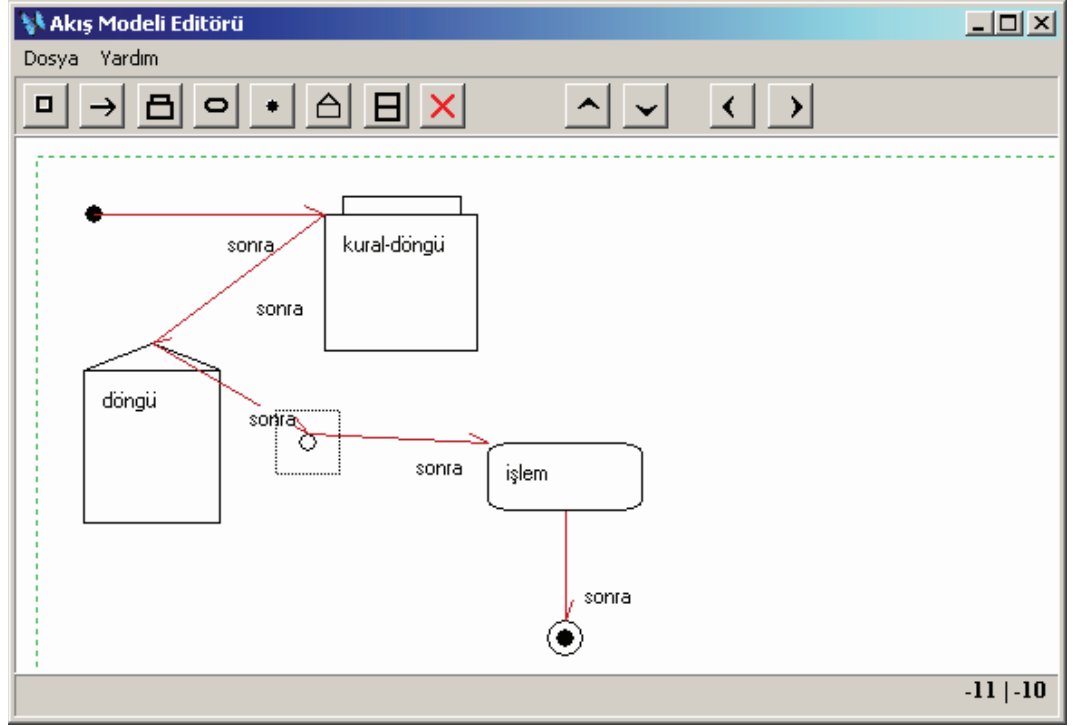 Akış Modeli Editörü
Dosya Yardım
sonra
kural-döngü
sonra
döngü
sonra
sonra
işlem
sonra
-11 | -10